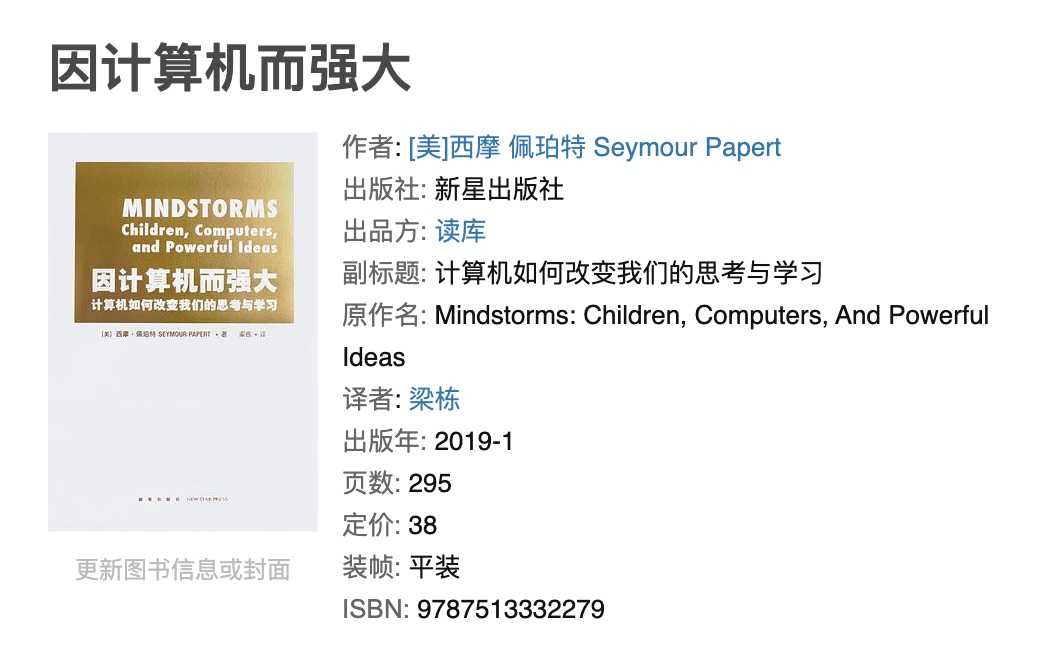 因计算机而强大
MINDSTORMS
Children, Computers,
and Powerful Ideas
因计算机而强大
计算机如何改变我们的思考与学习
[美] 西摩·佩珀特 SEYMOUR PAPERT · 著 梁栋 · 译
新星出版社 NEW STAR PRESS
更新图书信息或封面
作者: [美]西摩 佩珀特 Seymour Papert
出版社: 新星出版社
出品方: 读库
副标题: 计算机如何改变我们的思考与学习
原作名: Mindstorms: Children, Computers, And Powerful
Ideas
译者: 梁栋
出版年: 2019-1
页数: 295
定价: 38
装帧: 平装
ISBN: 9787513332279